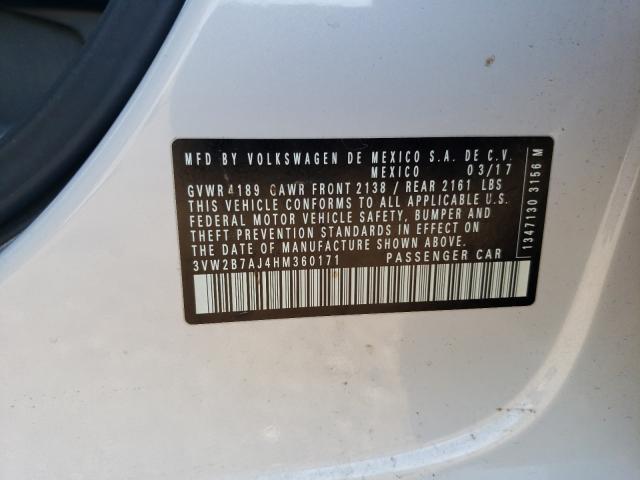 MFD BY VOLKSWAGEN DE MEXICO S.A. DE C.V.
MEXICO 03/17
GVWR 4189 GAWR FRONT 2138 / REAR 2161 LBS
THIS VEHICLE CONFORMS TO ALL APPLICABLE U.S.
FEDERAL MOTOR VEHICLE SAFETY, BUMPER AND
THEFT PREVENTION STANDARDS IN EFFECT ON
THE DATE OF MANUFACTURE SHOWN ABOVE.
3VW2B7AJ4HM360171 PASSENGER CAR
1347130 3156 M